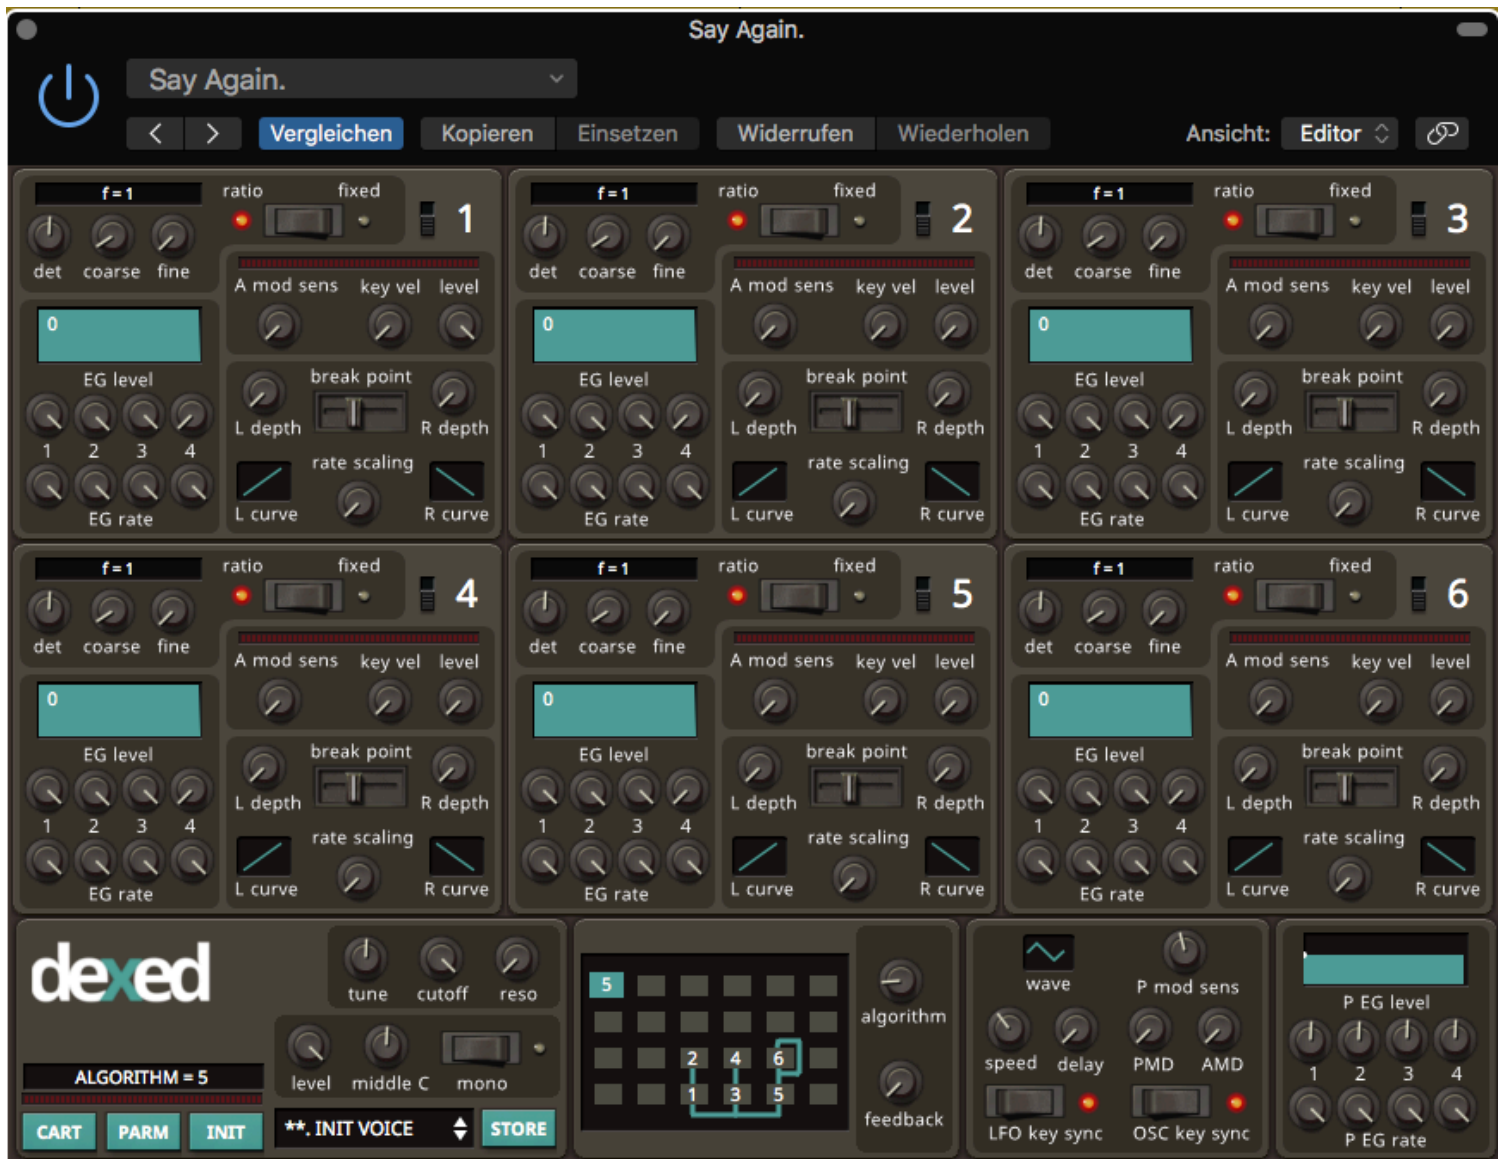 Say Again.
Say Again.
Vergleichen Kopieren Einsetzen Widerrufen Wiederholen Ansicht: Editor
f = 1 ratio fixed 1
det coarse fine
A mod sens key vel level
0
EG level
break point
L depth R depth
1 2 3 4
rate scaling
L curve R curve
EG rate
f = 1 ratio fixed 2
det coarse fine
A mod sens key vel level
0
EG level
break point
L depth R depth
1 2 3 4
rate scaling
L curve R curve
EG rate
f = 1 ratio fixed 3
det coarse fine
A mod sens key vel level
0
EG level
break point
L depth R depth
1 2 3 4
rate scaling
L curve R curve
EG rate
f = 1 ratio fixed 4
det coarse fine
A mod sens key vel level
0
EG level
break point
L depth R depth
1 2 3 4
rate scaling
L curve R curve
EG rate
f = 1 ratio fixed 5
det coarse fine
A mod sens key vel level
0
EG level
break point
L depth R depth
1 2 3 4
rate scaling
L curve R curve
EG rate
f = 1 ratio fixed 6
det coarse fine
A mod sens key vel level
0
EG level
break point
L depth R depth
1 2 3 4
rate scaling
L curve R curve
EG rate
dexed
tune cutoff reso
level middle C mono
ALGORITHM = 5
CART PARM INIT
**. INIT VOICE STORE
5
2 4 6
1 3 5
algorithm
feedback
wave P mod sens
speed delay PMD AMD
LFO key sync OSC key sync
P EG level
1 2 3 4
P EG rate